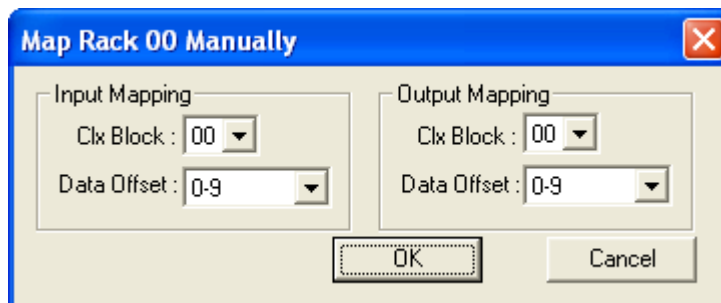 Map Rack 00 Manually
Input Mapping
Clx Block : 00
Data Offset : 0-9
Output Mapping
Clx Block : 00
Data Offset : 0-9
OK
Cancel